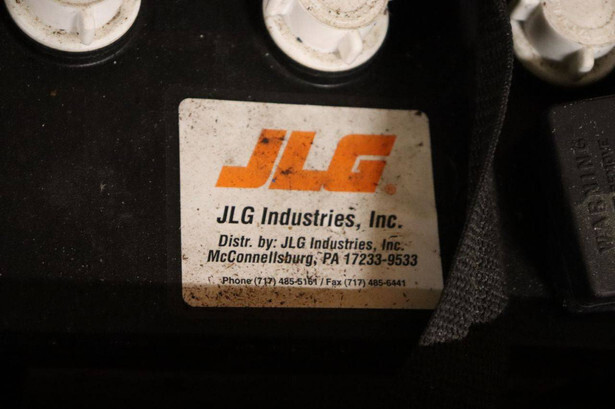 JLG®
JLG Industries, Inc.
Distr. by: JLG Industries, Inc.
McConnellsburg, PA 17233-9533
Phone (717) 485-5161 / Fax (717) 485-6441